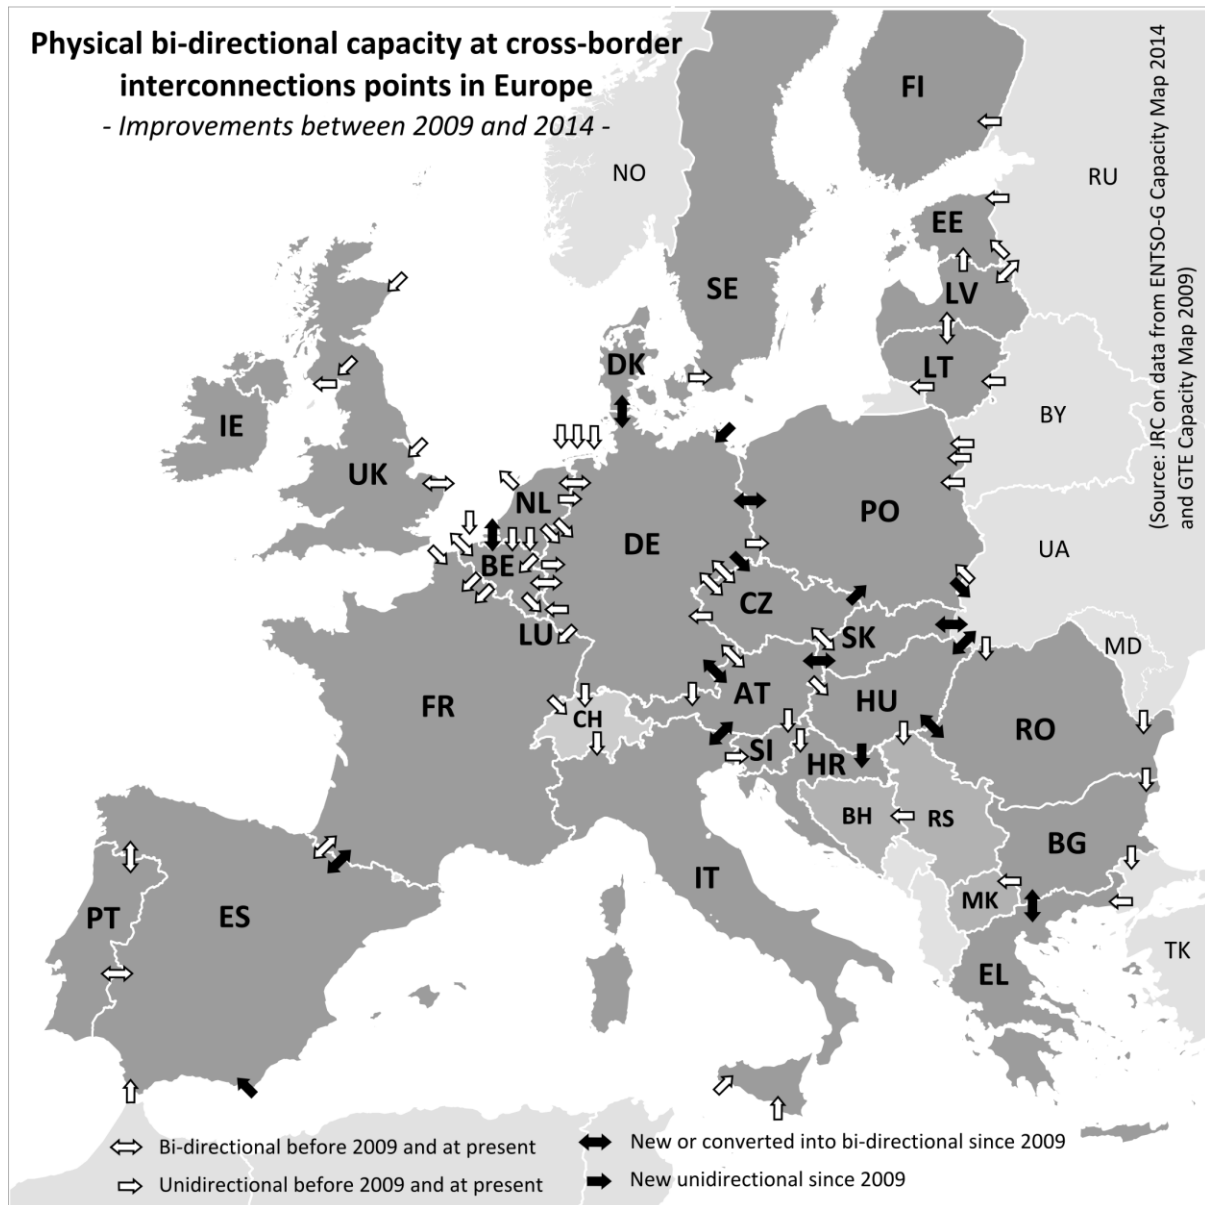 Physical bi-directional capacity at cross-border
interconnections points in Europe
- Improvements between 2009 and 2014 -
(Source: JRC on data from ENTSO-G Capacity Map 2014
and GTE Capacity Map 2009)
FI
NO
RU
EE
SE
LV
DK
LT
IE
BY
UK
NL
PO
DE
UA
BE
CZ
LU
SK
MD
AT
HU
FR
CH
RO
SI
HR
BH
RS
BG
IT
MK
PT
ES
TK
EL
Bi-directional before 2009 and at present
New or converted into bi-directional since 2009
Unidirectional before 2009 and at present
New unidirectional since 2009